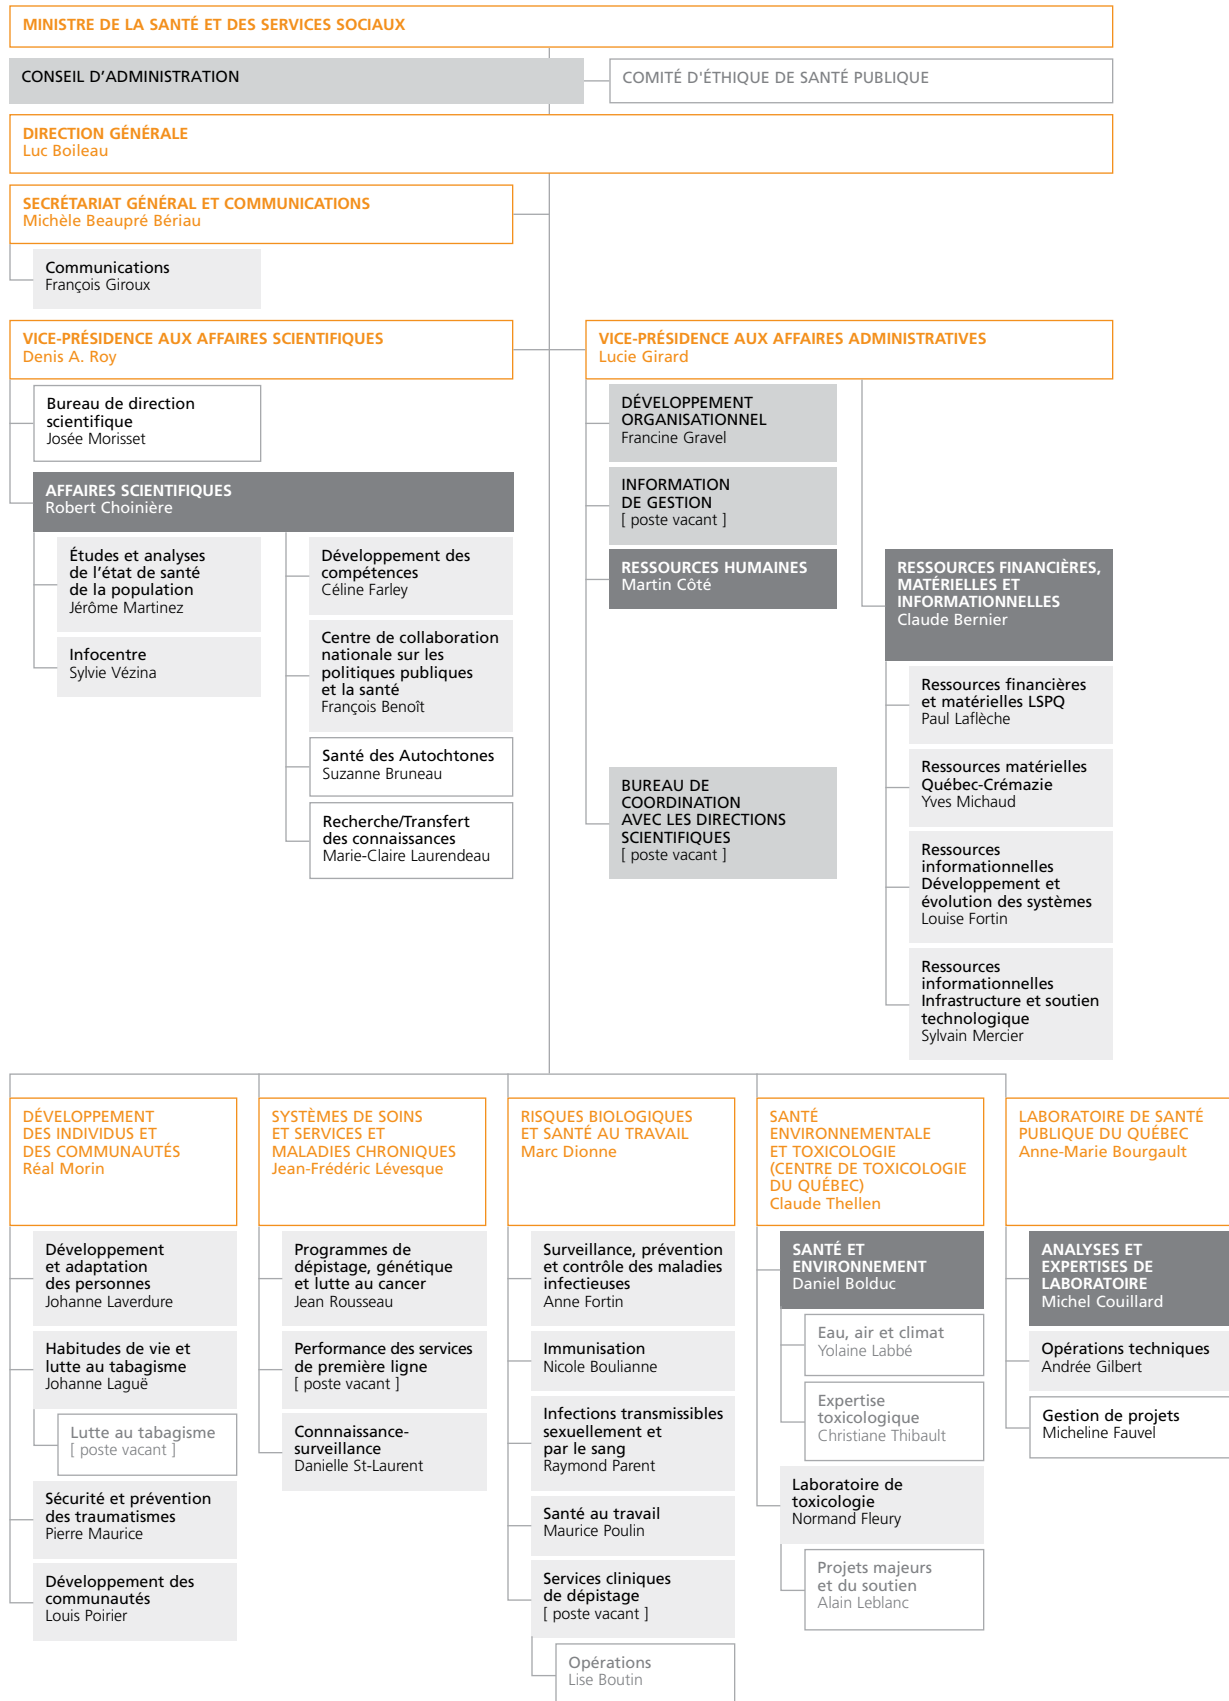 MINISTRE DE LA SANTÉ ET DES SERVICES SOCIAUX
CONSEIL D'ADMINISTRATION
COMITÉ D'ÉTHIQUE DE SANTÉ PUBLIQUE
DIRECTION GÉNÉRALE
Luc Boileau
SECRÉTARIAT GÉNÉRAL ET COMMUNICATIONS
Michèle Beaupré Bériau
Communications
François Giroux
VICE-PRÉSIDENCE AUX AFFAIRES SCIENTIFIQUES
Denis A. Roy
Bureau de direction
scientifique
Josée Morisset
AFFAIRES SCIENTIFIQUES
Robert Choinière
Études et analyses
de l'état de santé
de la population
Jérôme Martinez
Infocentre
Sylvie Vézina
Développement des
compétences
Céline Farley
Centre de collaboration
nationale sur les
politiques publiques
et la santé
François Benoît
Santé des Autochtones
Suzanne Bruneau
Recherche/Transfert
des connaissances
Marie-Claire Laurendeau
VICE-PRÉSIDENCE AUX AFFAIRES ADMINISTRATIVES
Lucie Girard
DÉVELOPPEMENT
ORGANISATIONNEL
Francine Gravel
INFORMATION
DE GESTION
[ poste vacant ]
RESSOURCES HUMAINES
Martin Côté
BUREAU DE
COORDINATION
AVEC LES DIRECTIONS
SCIENTIFIQUES
[ poste vacant ]
RESSOURCES FINANCIÈRES,
MATÉRIELLES ET
INFORMATIONNELLES
Claude Bernier
Ressources financières
et matérielles LSPQ
Paul Laflèche
Ressources matérielles
Québec-Crémazie
Yves Michaud
Ressources
informationnelles
Développement et
évolution des systèmes
Louise Fortin
Ressources
informationnelles
Infrastructure et soutien
technologique
Sylvain Mercier
DÉVELOPPEMENT
DES INDIVIDUS ET
DES COMMUNAUTÉS
Réal Morin
Développement
et adaptation
des personnes
Johanne Laverdure
Habitudes de vie et
lutte au tabagisme
Johanne Laguë
Lutte au tabagisme
[ poste vacant ]
Sécurité et prévention
des traumatismes
Pierre Maurice
Développement des
communautés
Louis Poirier
SYSTÈMES DE SOINS
ET SERVICES ET
MALADIES CHRONIQUES
Jean-Frédéric Lévesque
Programmes de
dépistage, génétique
et lutte au cancer
Jean Rousseau
Performance des services
de première ligne
[ poste vacant ]
Connnaissance-
surveillance
Danielle St-Laurent
RISQUES BIOLOGIQUES
ET SANTÉ AU TRAVAIL
Marc Dionne
Surveillance, prévention
et contrôle des maladies
infectieuses
Anne Fortin
Immunisation
Nicole Boulianne
Infections transmissibles
sexuellement et
par le sang
Raymond Parent
Santé au travail
Maurice Poulin
Services cliniques
de dépistage
[ poste vacant ]
Opérations
Lise Boutin
SANTÉ
ENVIRONNEMENTALE
ET TOXICOLOGIE
(CENTRE DE TOXICOLOGIE
DU QUÉBEC)
Claude Thellen
SANTÉ ET
ENVIRONNEMENT
Daniel Bolduc
Eau, air et climat
Yolaine Labbé
Expertise
toxicologique
Christiane Thibault
Laboratoire de
toxicologie
Normand Fleury
Projets majeurs
et du soutien
Alain Leblanc
LABORATOIRE DE SANTÉ
PUBLIQUE DU QUÉBEC
Anne-Marie Bourgault
ANALYSES ET
EXPERTISES DE
LABORATOIRE
Michel Couillard
Opérations techniques
Andrée Gilbert
Gestion de projets
Micheline Fauvel